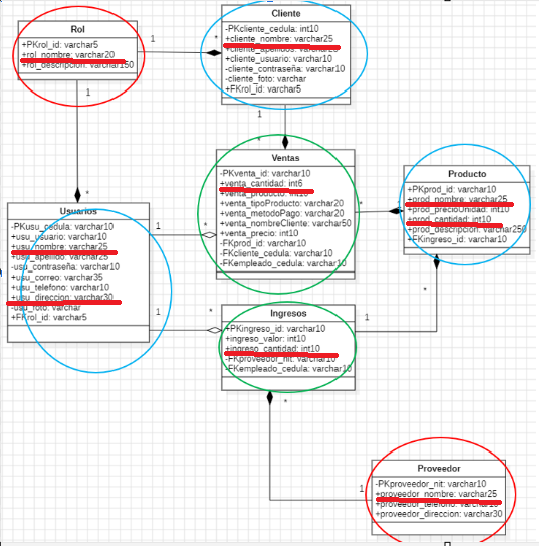 Rol
+PKrol_id: varchar5
+rol_nombre: varchar20
+rol_descripcion: varchar150
1
*
1
*
Cliente
-PKcliente_cedula: int10
+cliente_nombre: varchar25
+cliente_apellidos: varchar25
+cliente_usuario: varchar10
-cliente_contraseña: varchar10
-cliente_foto: varchar
+FKrol_id: varchar5
1
*
Ventas
-PKventa_id: varchar10
+venta_cantidad: int6
+venta_producto: int10
+venta_tipoProducto: varchar20
+venta_metodoPago: varchar20
+venta_nombreCliente: varchar50
+venta_precio: int10
-FKprod_id: varchar10
-FKcliente_cedula: int10
-FKempleado_cedula: varchar10
*
1
Producto
+PKprod_id: varchar10
+prod_nombre: varchar25
+prod_precioUnidad: int10
+prod_cantidad: int10
+prod_descripcion: varchar250
+FKingreso_id: varchar10
*
Usuarios
-PKusu_cedula: varchar10
+usu_usuario: varchar10
+usu_nombre: varchar25
+usu_apellido: varchar25
-usu_contraseña: varchar10
+usu_correo: varchar35
+usu_telefono: varchar10
+usu_direccion: varchar30
-usu_foto: varchar
+FKrol_id: varchar5
1
*
1
*
Ingresos
+PKingreso_id: varchar10
+ingreso_valor: int10
+ingreso_cantidad: int10
-FKproveedor_nit: varchar10
-FKempleado_cedula: varchar10
1
*
1
Proveedor
-PKproveedor_nit: varchar10
+proveedor_nombre: varchar25
+proveedor_telefono: varchar10
+proveedor_direccion: varchar30